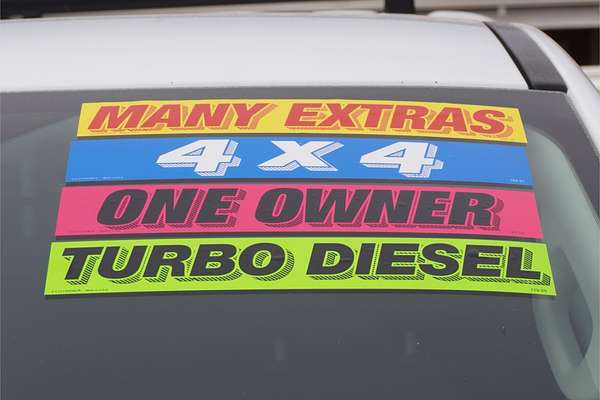 MANY EXTRAS
4 X 4
ONE OWNER
TURBO DIESEL